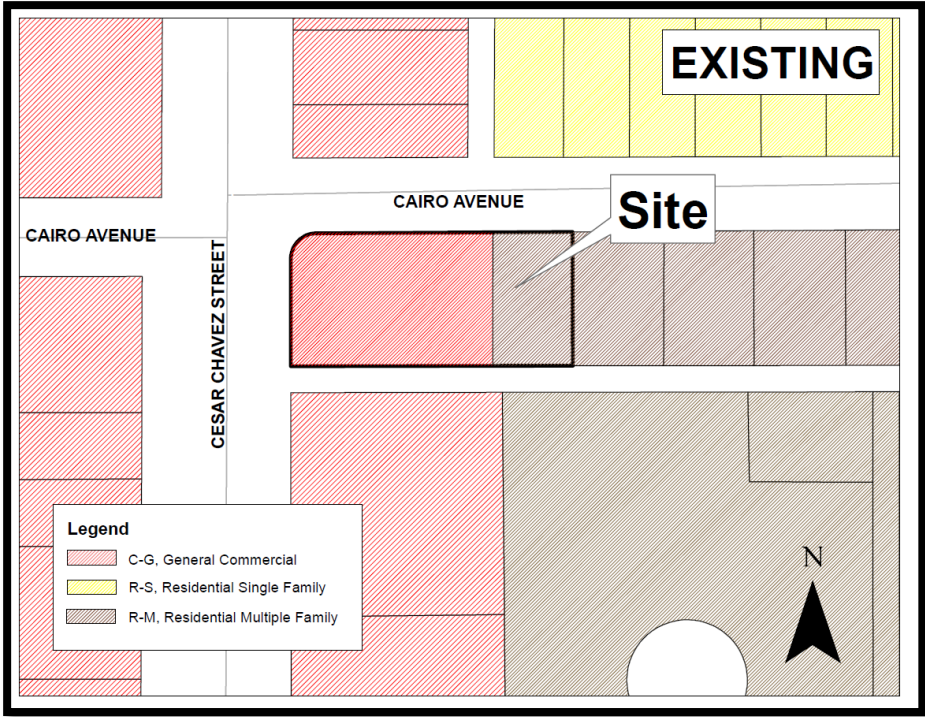 EXISTING
CAIRO AVENUE
Site
CAIRO AVENUE
CESAR CHAVEZ STREET
Legend
C-G, General Commercial
R-S, Residential Single Family
R-M, Residential Multiple Family
N